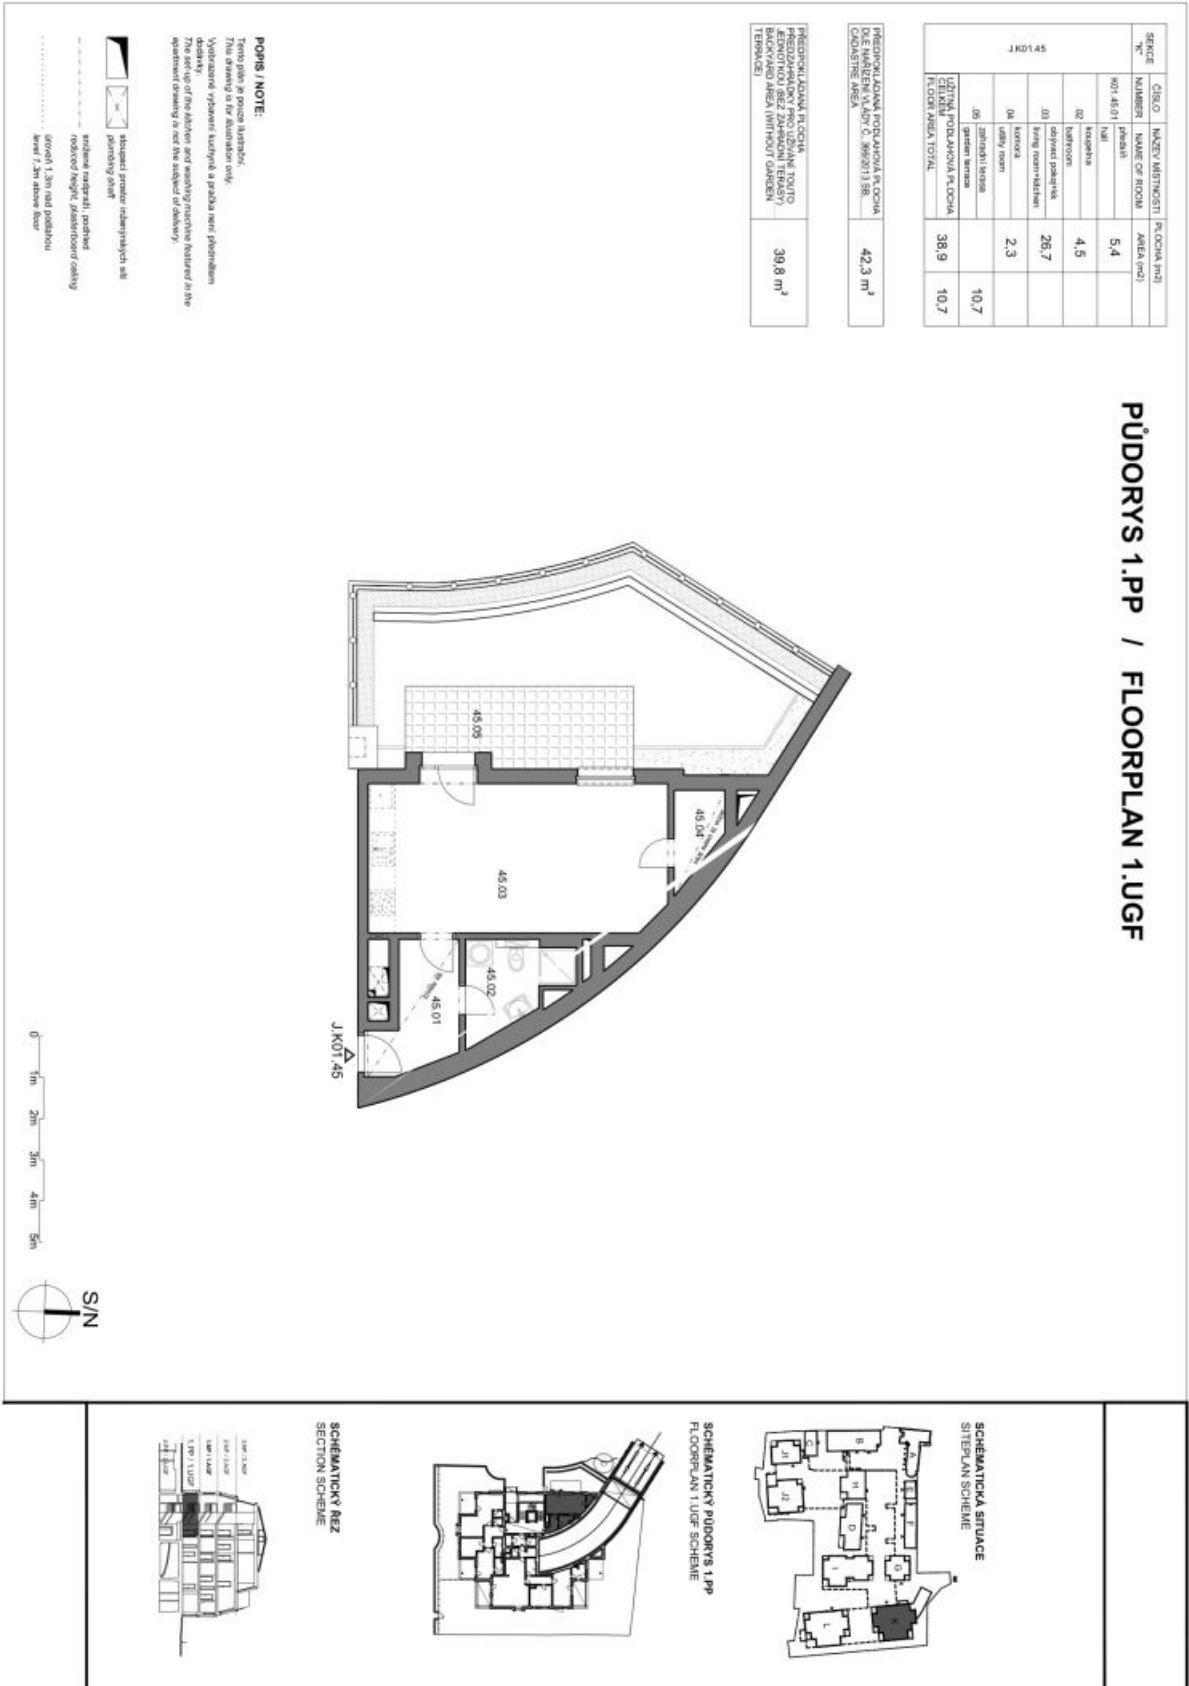 SEKCE "K" ČÍSLO NUMBER NÁZEV MÍSTNOSTI NAME OF ROOM PLOCHA (m2) AREA (m2)
J.K01.45
K01.45.01 předsíň hall 5,4
.02 koupelna bathroom 4,5
.03 obývací pokoj+kk living room+kitchen 26,7
.04 komora utility room 2,3
.05 zahradní terasa garden terrace 10,7
UŽITNÁ PODLAHOVÁ PLOCHA CELKEM
FLOOR AREA TOTAL 38,9 10,7
PŘEDPOKLÁDANÁ PODLAHOVÁ PLOCHA
DLE NAŘÍZENÍ VLÁDY Č. 366/2013 SB.
CADASTRE AREA
42,3 m²
PŘEDPOKLÁDANÁ PLOCHA
PŘEDZAHRÁDKY PRO UŽÍVÁNÍ TOUTO
JEDNOTKOU (BEZ ZAHRADNÍ TERASY)
BACKYARD AREA (WITHOUT GARDEN
TERRACE)
39,8 m²
POPIS / NOTE:
Tento plán je pouze ilustrační.
This drawing is for illustration only.
Vyobrazené vybavení kuchyně a pračka není předmětem
dodávky.
The set-up of the kitchen and washing machine featured in the
apartment drawing is not the subject of delivery.
stoupací prostor inženýrských sítí
plumbing shaft
snížené nadpraží, podhled
reduced height, plasterboard ceiling
úroveň 1,3m nad podlahou
level 1,3m above floor
PŮDORYS 1.PP / FLOORPLAN 1.UGF
45.05
45.04
45.03
45.02
45.01
J.K01.45
0 1m 2m 3m 4m 5m
S/N
SCHÉMATICKÁ SITUACE
SITEPLAN SCHEME
A
B
C
J1
J2
H
D
E
F
I
G
K
L
SCHÉMATICKÝ PŮDORYS 1.PP
FLOORPLAN 1.UGF SCHEME
SCHÉMATICKÝ ŘEZ
SECTION SCHEME
1.PP / 1.UGF